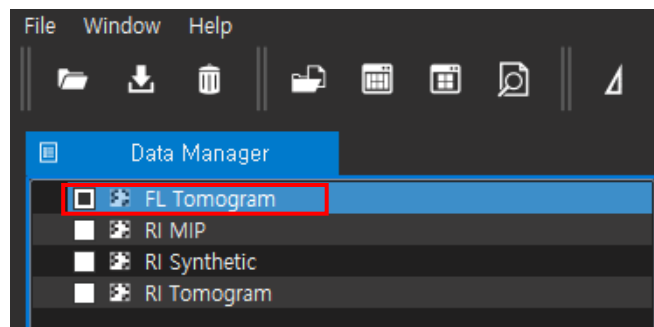 File Window Help
Data Manager
FL Tomogram
RI MIP
RI Synthetic
RI Tomogram